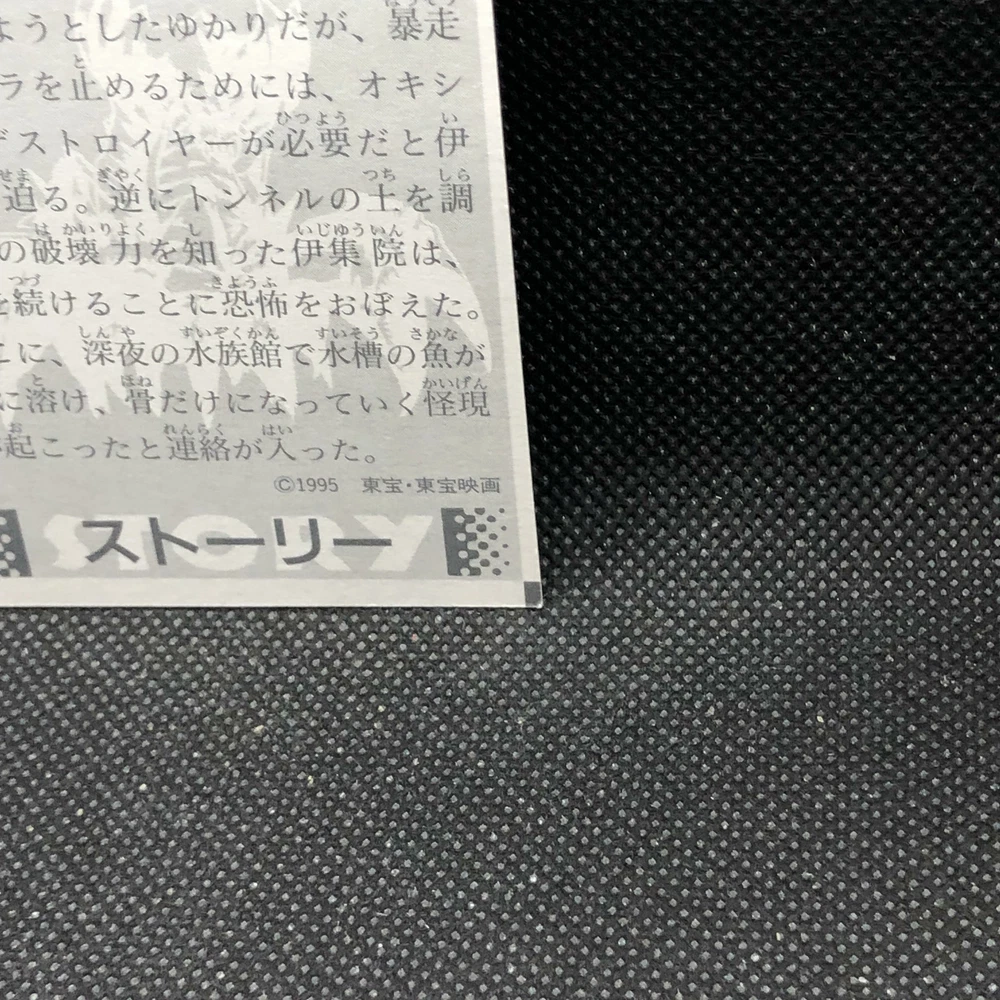 ようとしたゆかりだが、暴走
ラを止めるためには、オキシ
デストロイヤーが必要だと伊
迫る。逆にトンネルの土を調
の破壊力を知った伊集院は、
を続けることに恐怖をおぼえた。
こに、深夜の水族館で水槽の魚が
に溶け、骨だけになっていく怪現
起こったと連絡が入った。
©1995 東宝・東宝映画
ストーリー